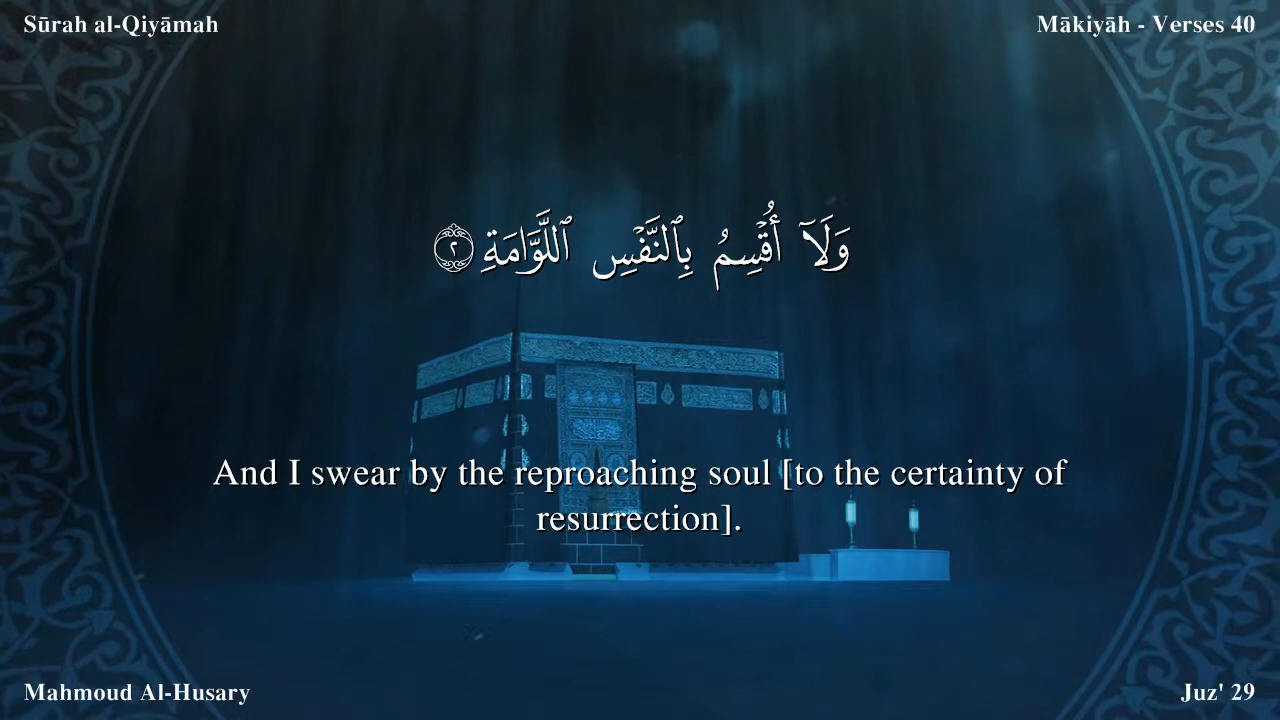 Sūrah al-Qiyāmah
Mākiyāh - Verses 40
وَلَآ أُقْسِمُ بِٱلنَّفْسِ ٱللَّوَّامَةِ ٢
And I swear by the reproaching soul [to the certainty of
resurrection].
Mahmoud Al-Husary
Juz' 29